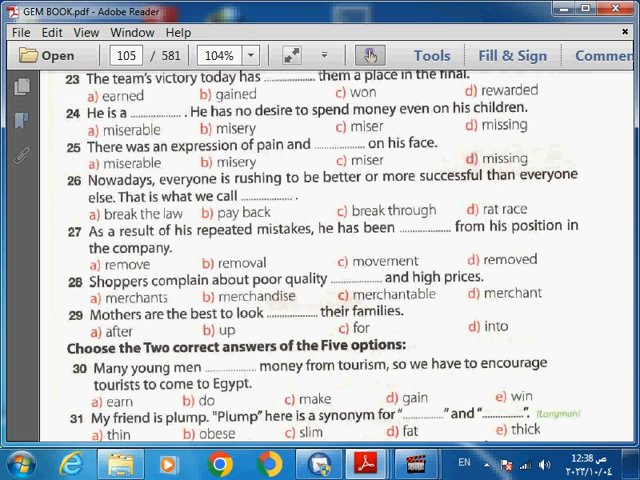 GEM BOOK.pdf - Adobe Reader
File Edit View Window Help
Open 105 / 581 104% Tools Fill & Sign Commen
23 The team's victory today has .............. them a place in the final.
a) earned b) gained c) won d) rewarded
24 He is a .............. . He has no desire to spend money even on his children.
a) miserable b) misery c) miser d) missing
25 There was an expression of pain and .............. on his face.
a) miserable b) misery c) miser d) missing
26 Nowadays, everyone is rushing to be better or more successful than everyone
else. That is what we call .............. .
a) break the law b) pay back c) break through d) rat race
27 As a result of his repeated mistakes, he has been .............. from his position in
the company.
a) remove b) removal c) movement d) removed
28 Shoppers complain about poor quality .............. and high prices.
a) merchants b) merchandise c) merchantable d) merchant
29 Mothers are the best to look .............. their families.
a) after b) up c) for d) into
Choose the Two correct answers of the Five options:
30 Many young men .............. money from tourism, so we have to encourage
tourists to come to Egypt.
a) earn b) do c) make d) gain e) win
31 My friend is plump. "Plump" here is a synonym for "............" and "............". (Longman)
a) thin b) obese c) slim d) fat e) thick
EN 12:38 ص
٢٠٢٣/١٠/٠٤